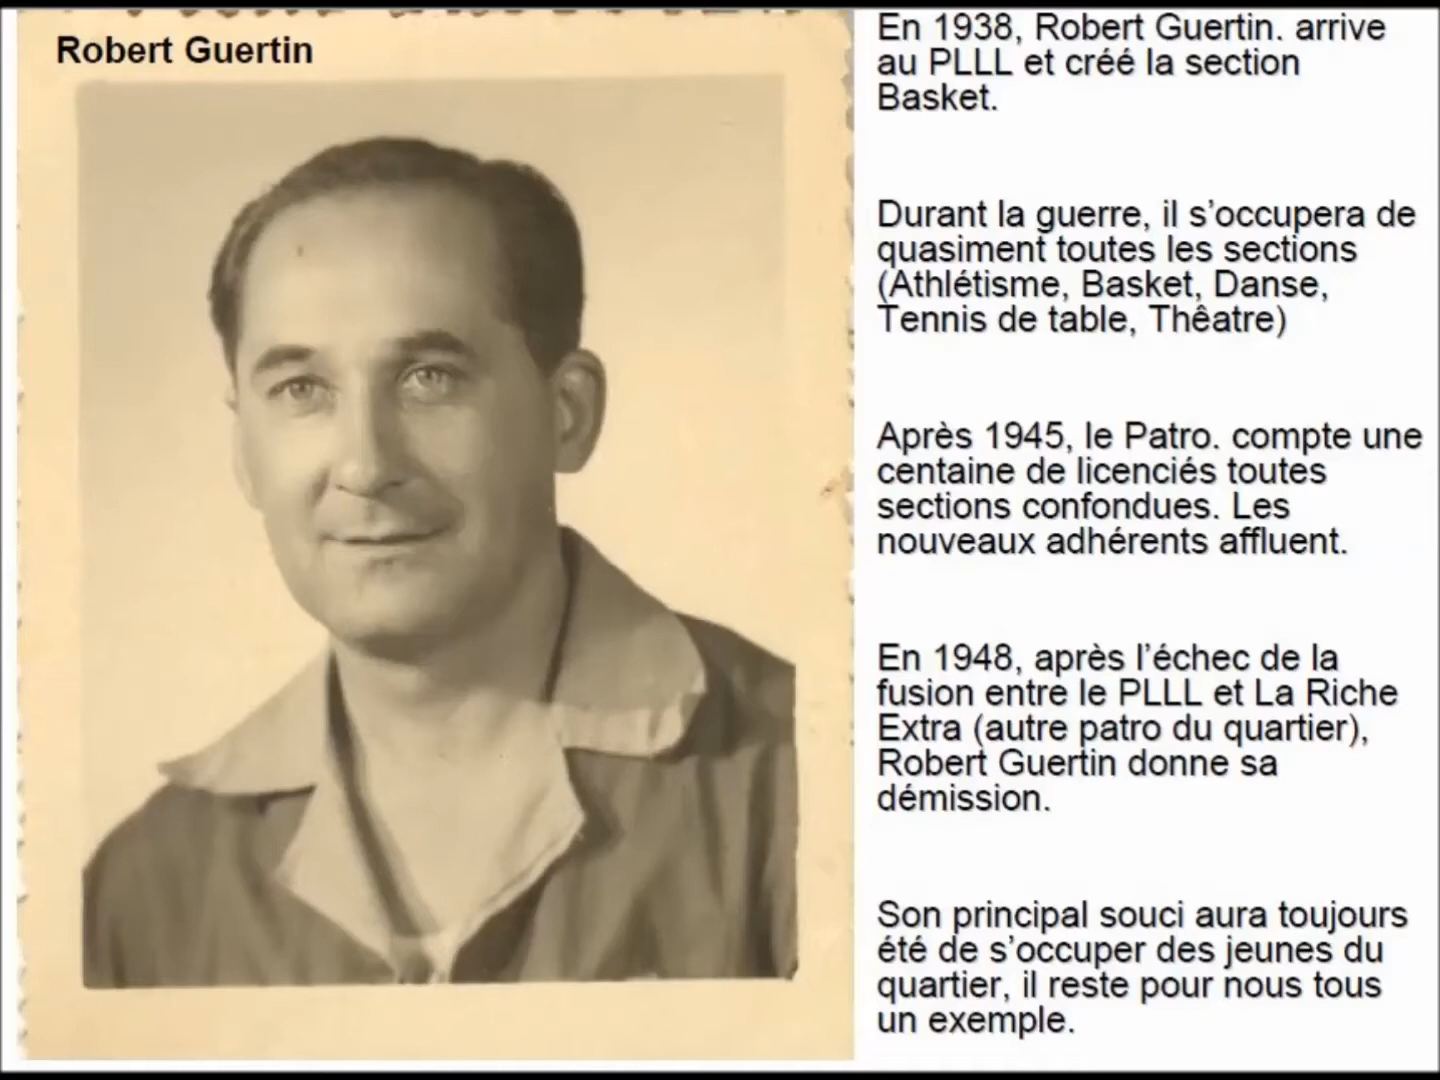 Robert Guertin
En 1938, Robert Guertin. arrive
au PLLL et créé la section
Basket.
Durant la guerre, il s'occupera de
quasiment toutes les sections
(Athlétisme, Basket, Danse,
Tennis de table, Thêatre)
Après 1945, le Patro. compte une
centaine de licenciés toutes
sections confondues. Les
nouveaux adhérents affluent.
En 1948, après l'échec de la
fusion entre le PLLL et La Riche
Extra (autre patro du quartier),
Robert Guertin donne sa
démission.
Son principal souci aura toujours
été de s'occuper des jeunes du
quartier, il reste pour nous tous
un exemple.